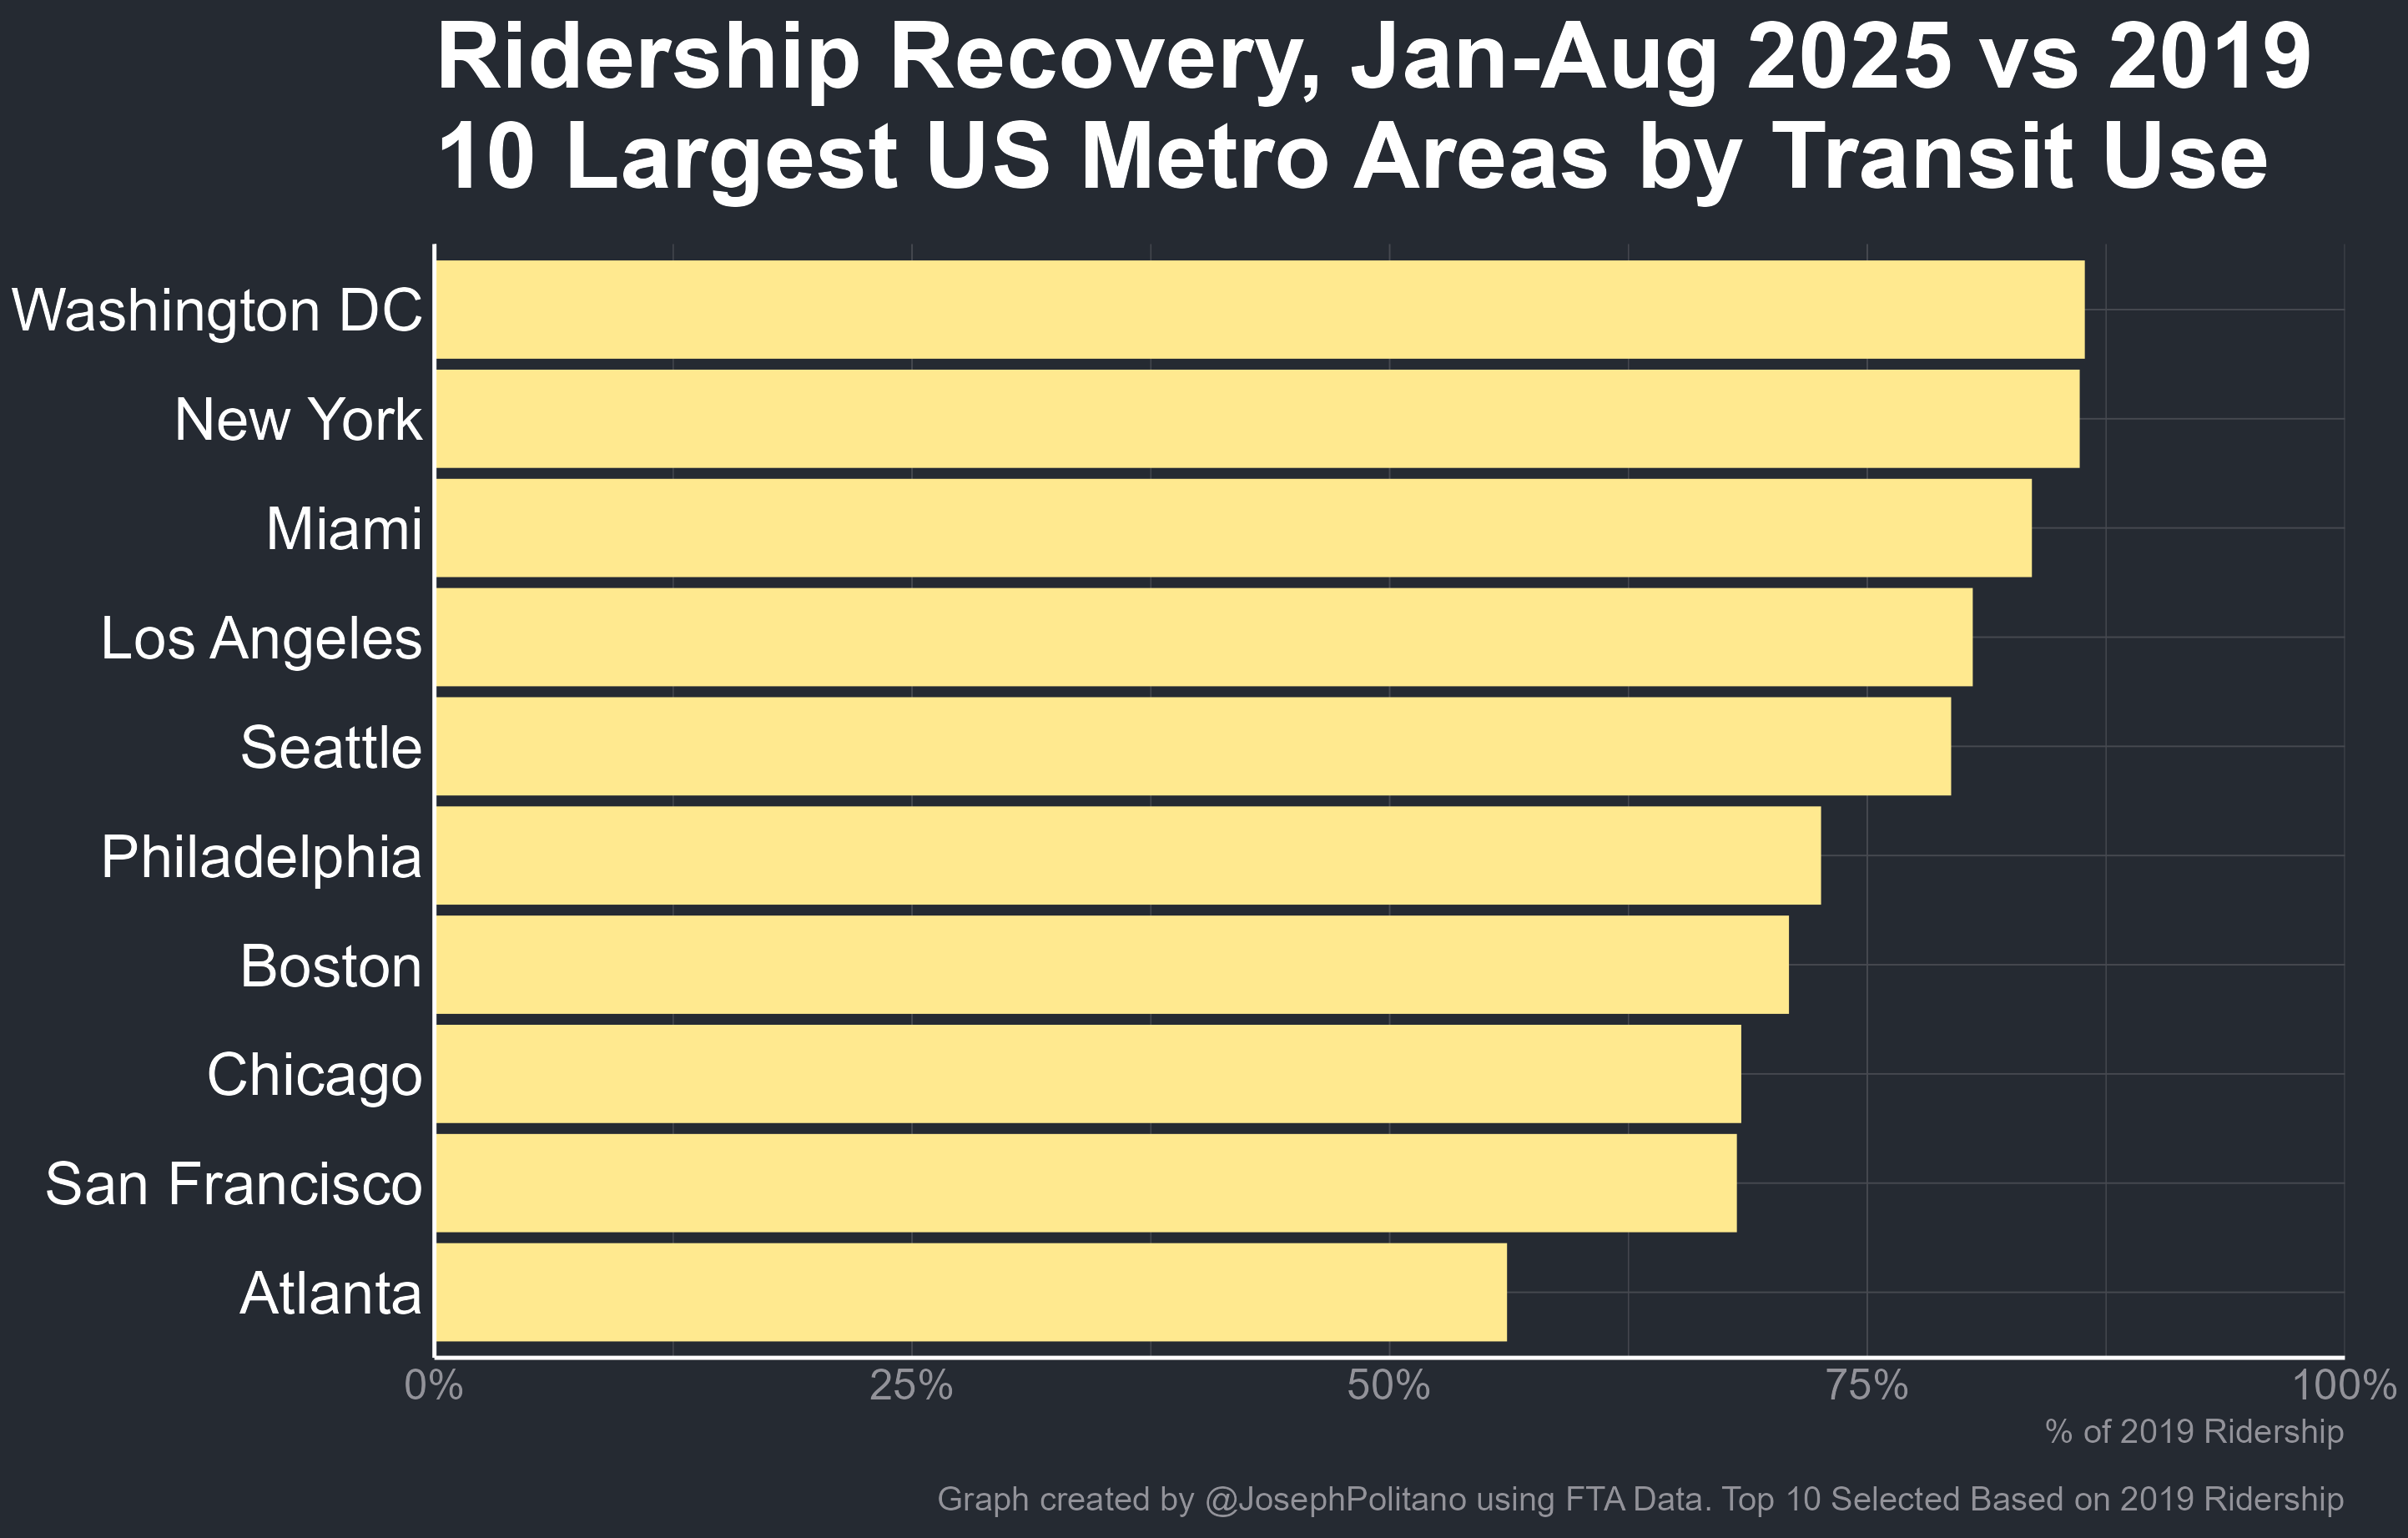 Ridership Recovery, Jan-Aug 2025 vs 2019
10 Largest US Metro Areas by Transit Use
Washington DC
New York
Miami
Los Angeles
Seattle
Philadelphia
Boston
Chicago
San Francisco
Atlanta
0% 25% 50% 75% 100%
% of 2019 Ridership
Graph created by @JosephPolitano using FTA Data. Top 10 Selected Based on 2019 Ridership